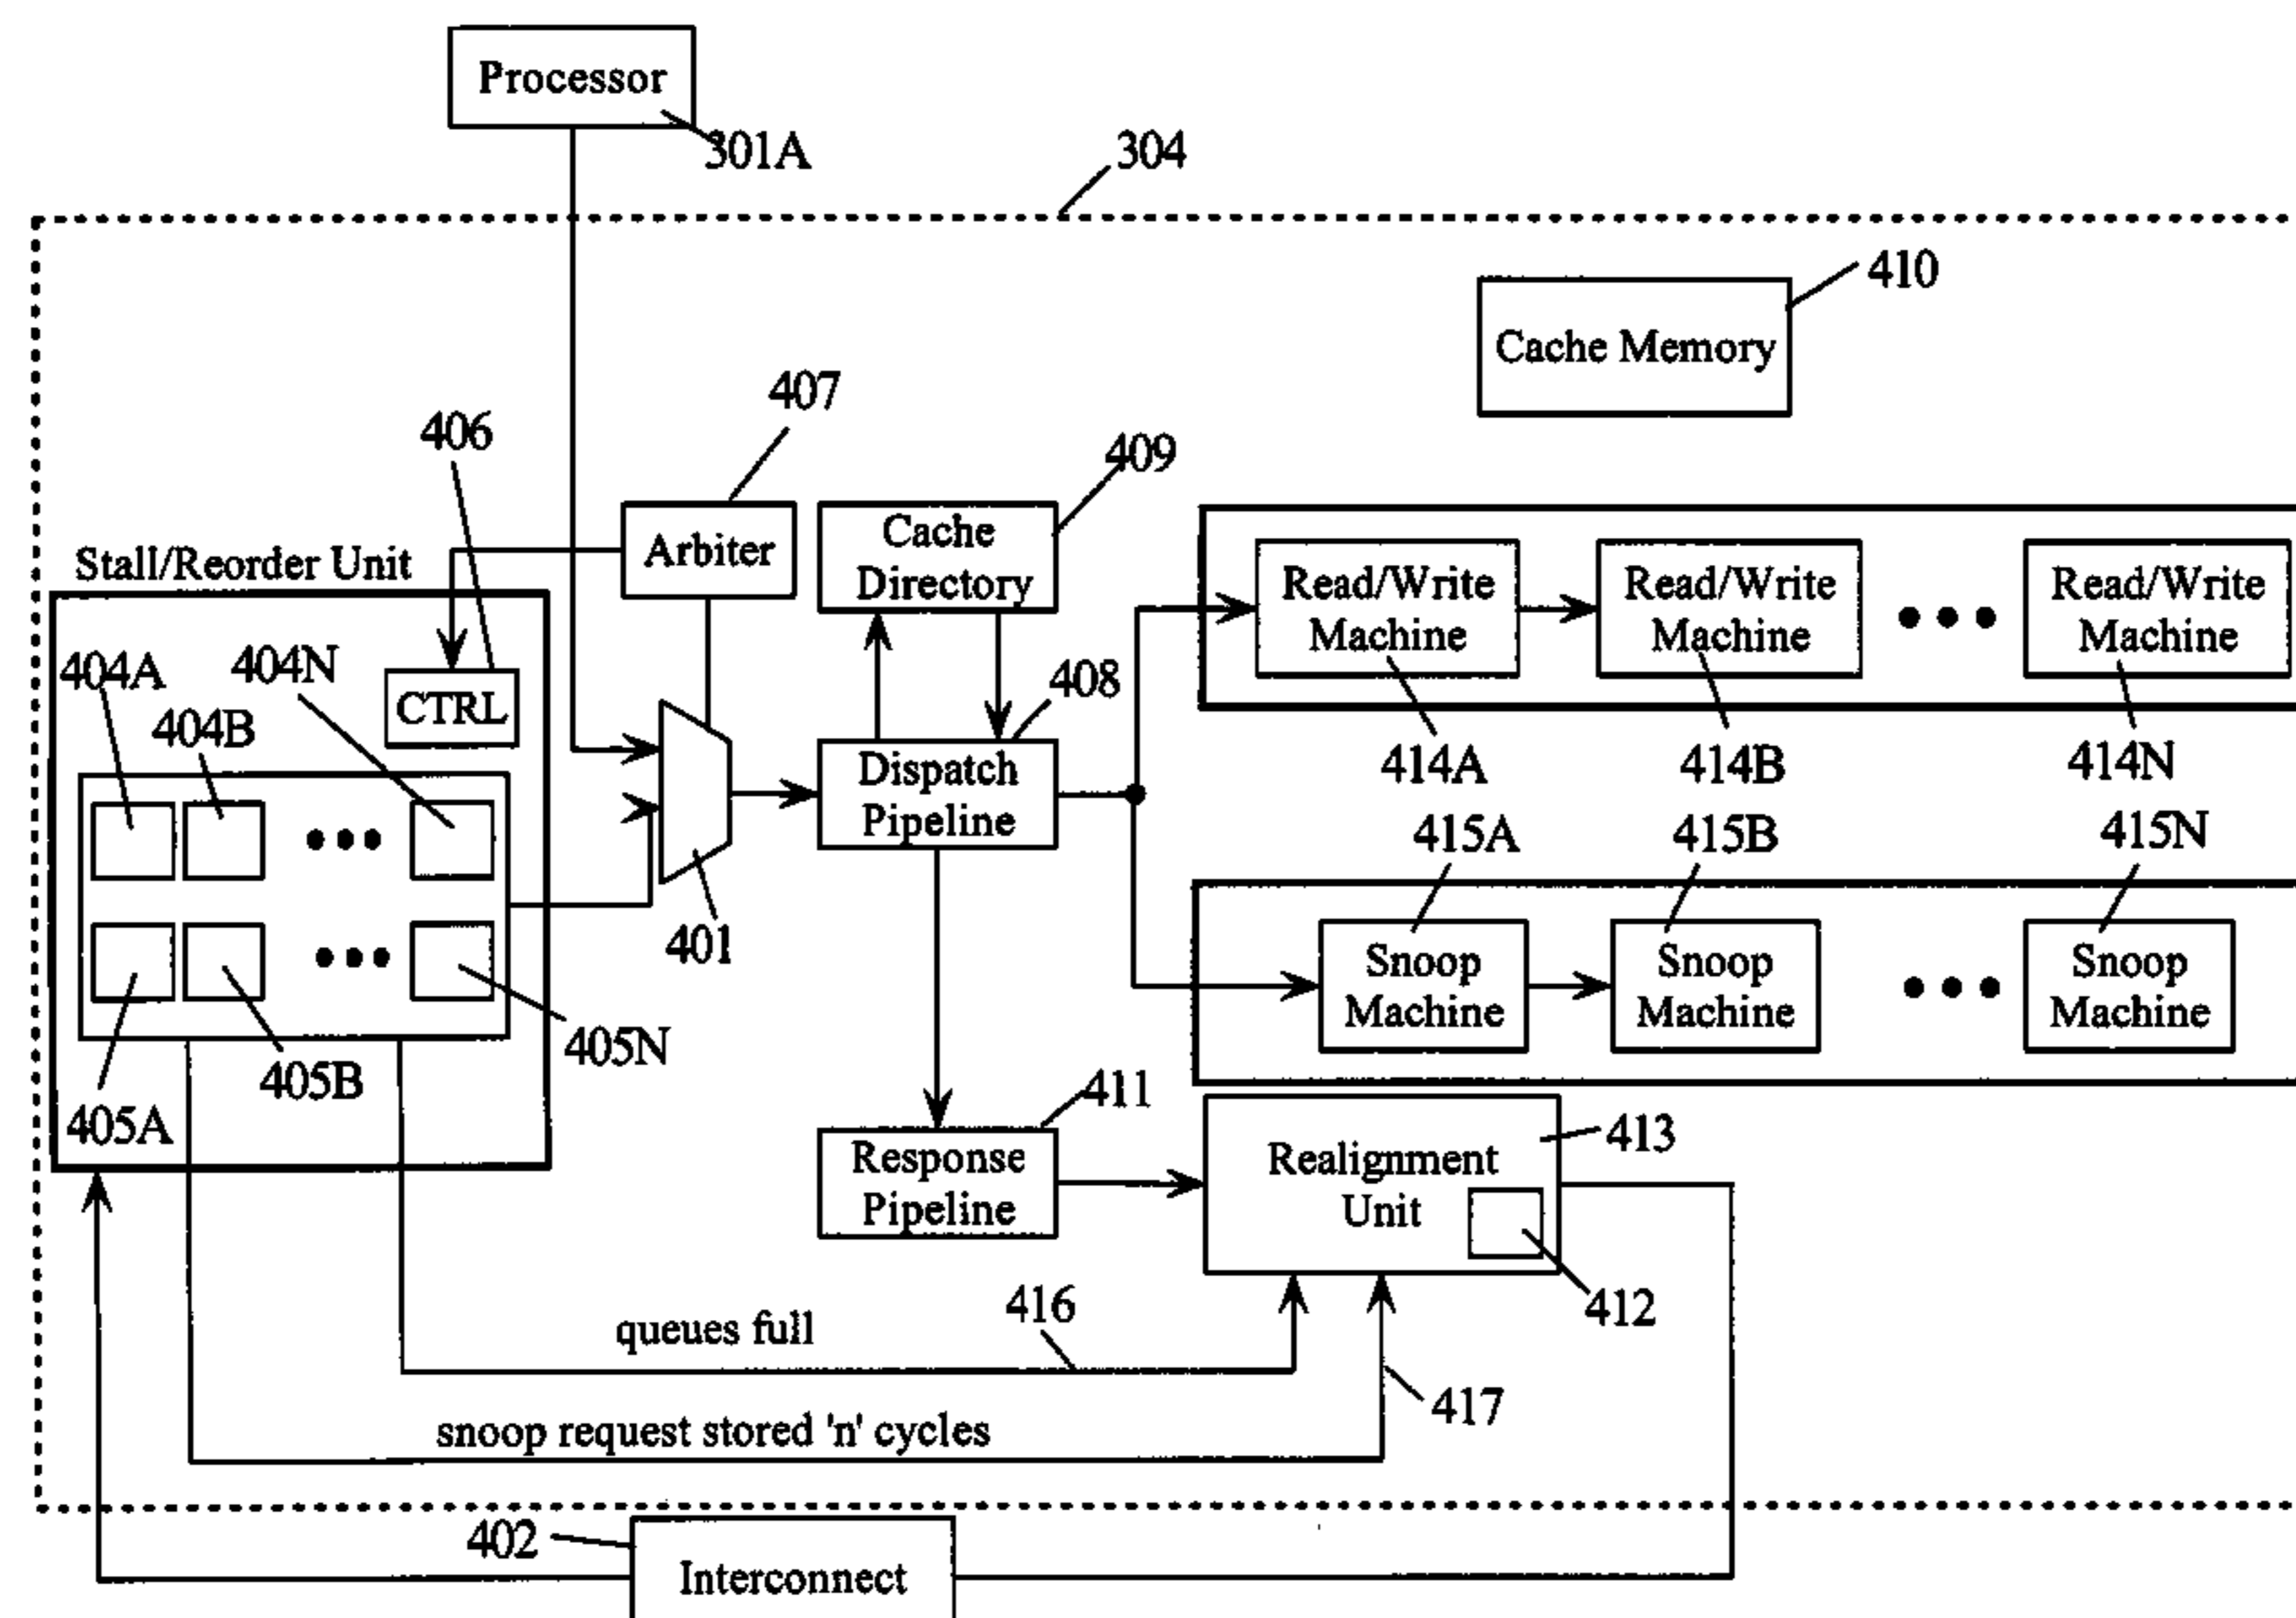 Processor
301A
304
410
Cache Memory
407
406
409
Arbiter
Cache
Directory
Stall/Reorder Unit
Read/Write
Machine
Read/Write
Machine
Read/Write
Machine
404A
404N
404B
CTRL
408
Dispatch
Pipeline
414A
414B
414N
415A
415B
415N
401
Snoop
Machine
Snoop
Machine
Snoop
Machine
405N
405B
405A
411
413
Response
Pipeline
Realignment
Unit
412
416
queues full
417
snoop request stored 'n' cycles
402
Interconnect